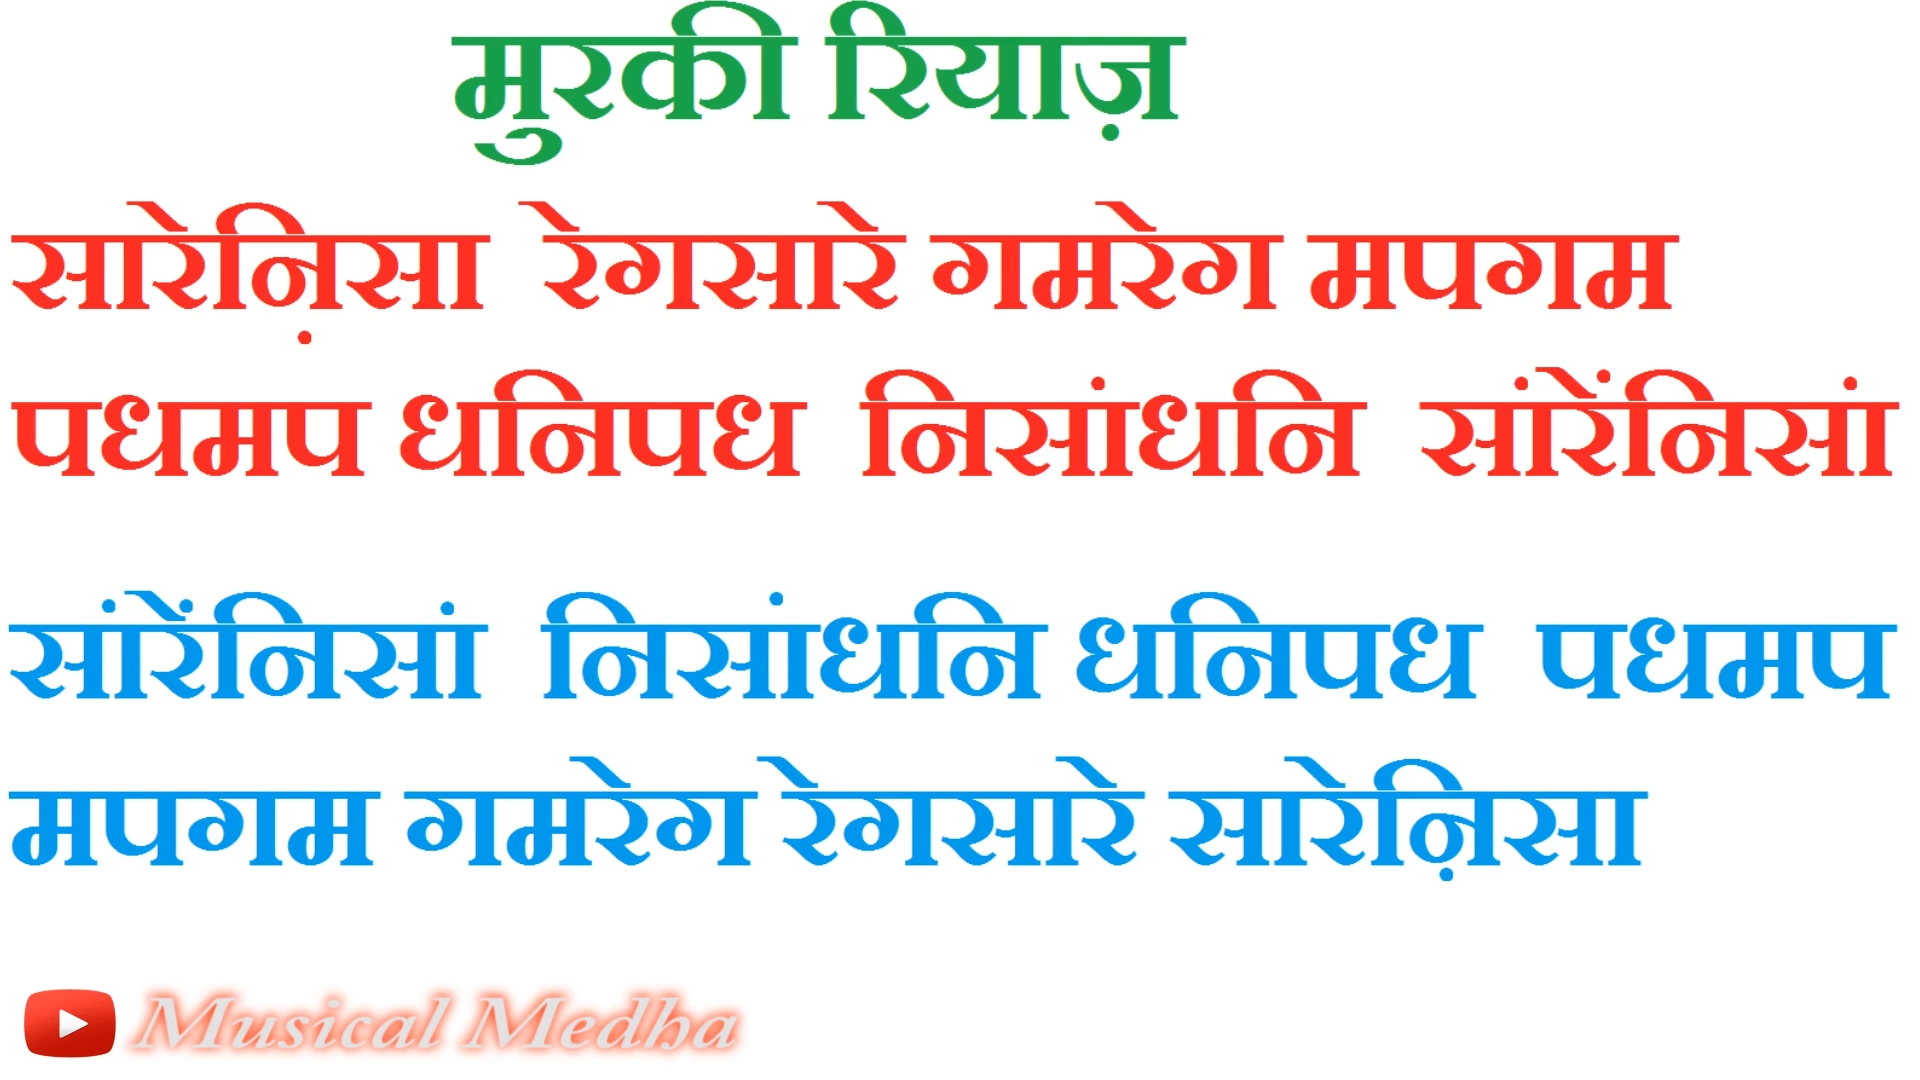 मुरकी रियाज़
सारेऩिसा रेगसारे गमरेग मपगम
पधमप धनिपध निसांधनि सांरेंनिसां
सांरेंनिसां निसांधनि धनिपध पधमप
मपगम गमरेग रेगसारे सारेऩिसा
Musical Medha